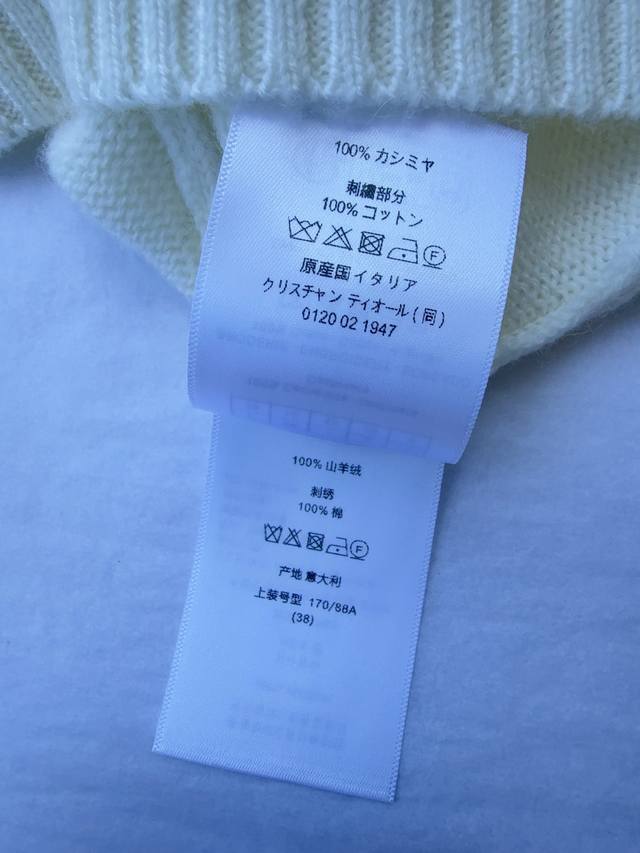 100% カシミヤ
刺繍部分
100% コットン
F
原産国イタリア
クリスチャン ディオール ( 同 )
0120 02 1947
100% 山羊绒
刺绣
100% 棉
F
产地 意大利
上装号型 170/88A
(38)